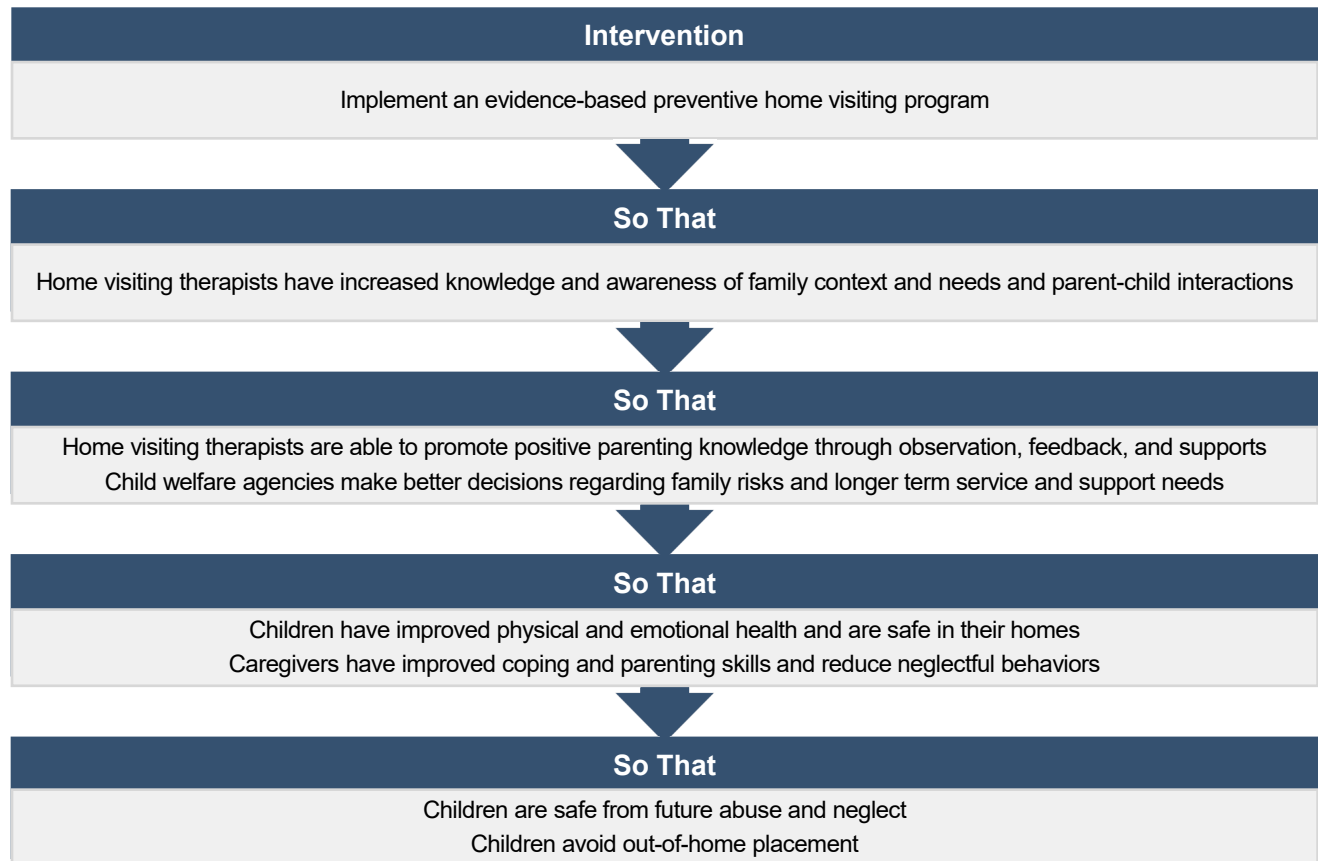 Intervention
Implement an evidence-based preventive home visiting program
So That
Home visiting therapists have increased knowledge and awareness of family context and needs and parent-child interactions
So That
Home visiting therapists are able to promote positive parenting knowledge through observation, feedback, and supports
Child welfare agencies make better decisions regarding family risks and longer term service and support needs
So That
Children have improved physical and emotional health and are safe in their homes
Caregivers have improved coping and parenting skills and reduce neglectful behaviors
So That
Children are safe from future abuse and neglect
Children avoid out-of-home placement